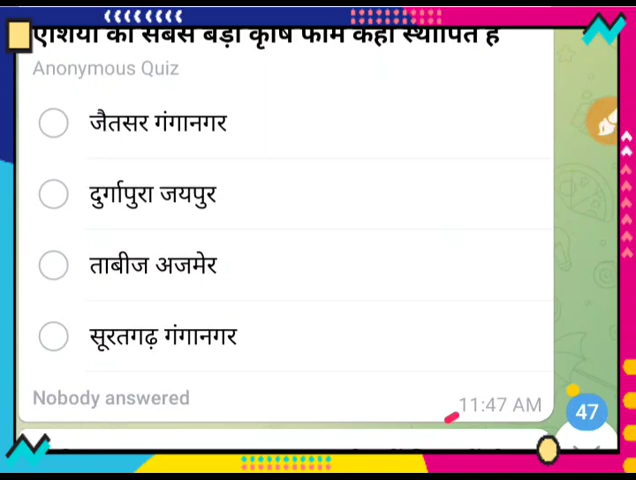 एशिया का सबसे बड़ा कृषि फार्म कहां स्थापित है
Anonymous Quiz
जैतसर गंगानगर
दुर्गापुरा जयपुर
ताबीज अजमेर
सूरतगढ़ गंगानगर
Nobody answered
11:47 AM
47